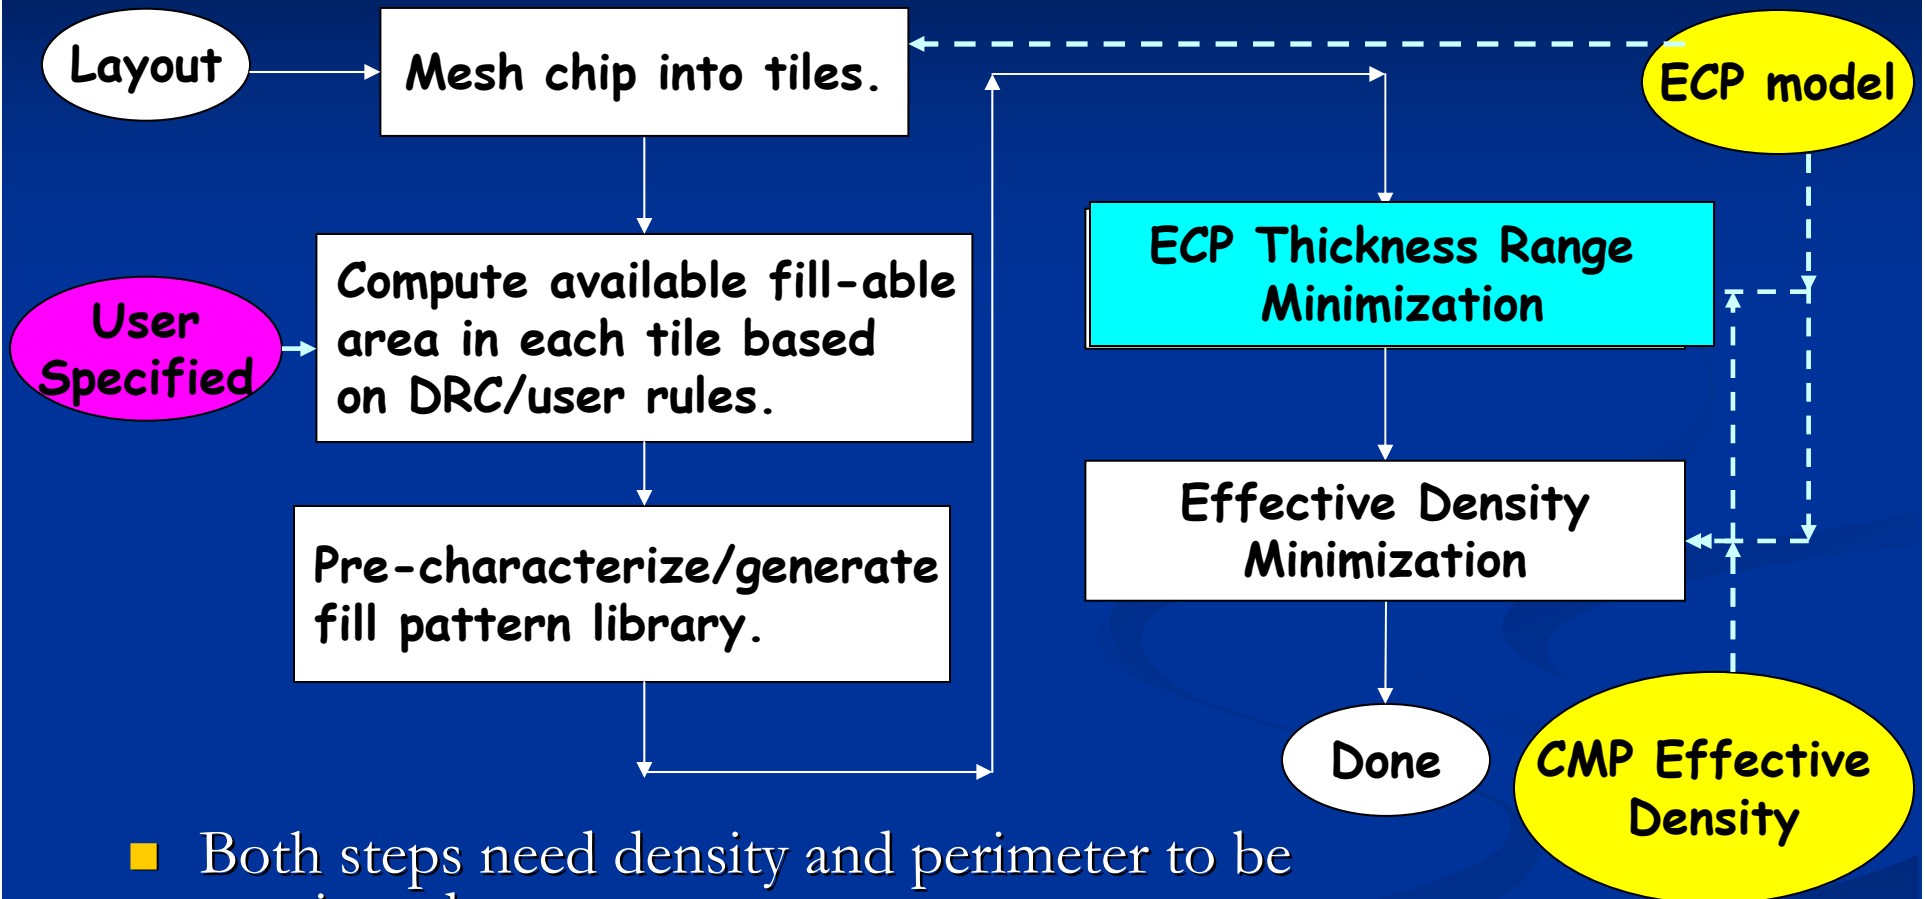 Layout
Mesh chip into tiles.
ECP model
User
Specified
Compute available fill-able
area in each tile based
on DRC/user rules.
Pre-characterize/generate
fill pattern library.
ECP Thickness Range
Minimization
Effective Density
Minimization
Done
CMP Effective
Density
Both steps need density and perimeter to be